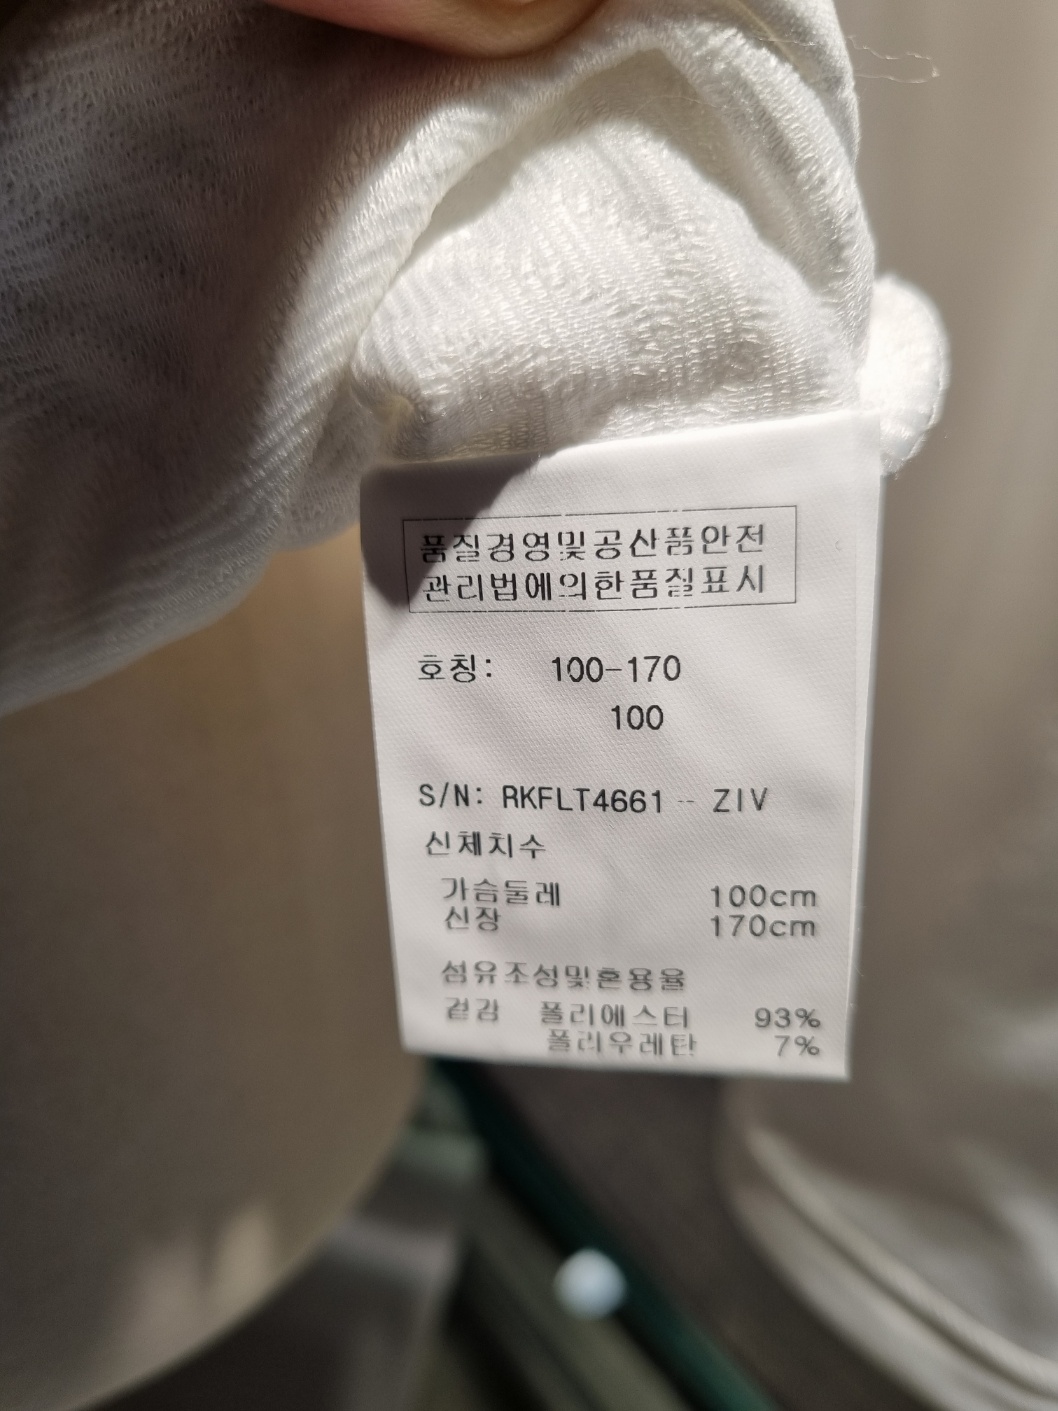 품질경영및공산품안전
관리법에의한품질표시
호칭: 100-170
100
S/N: RKFLT4661 - ZIV
신체치수
가슴둘레 100cm
신장 170cm
섬유조성및혼용율
겉감 폴리에스터 93%
폴리우레탄 7%